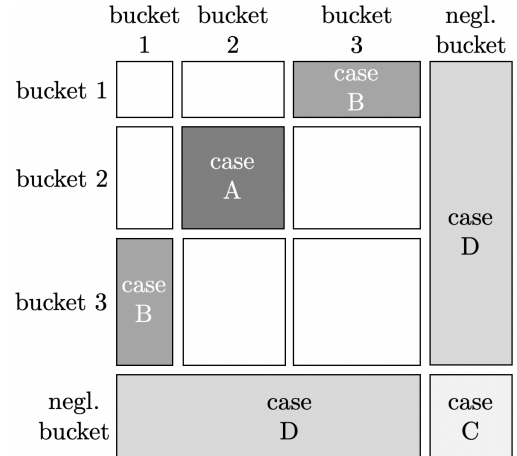 bucket bucket bucket negl.
1 2 3 bucket
bucket 1
case
B
bucket 2
case
A
case
D
bucket 3
case
B
negl.
bucket
case
D
case
C